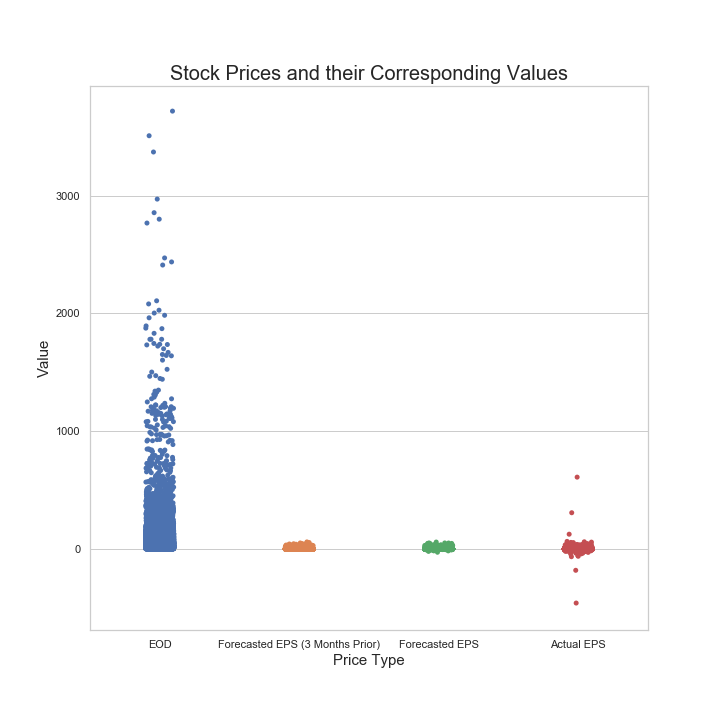 Stock Prices and their Corresponding Values
3000
2000
1000
0
Value
EOD
Forecasted EPS (3 Months Prior)
Forecasted EPS
Actual EPS
Price Type